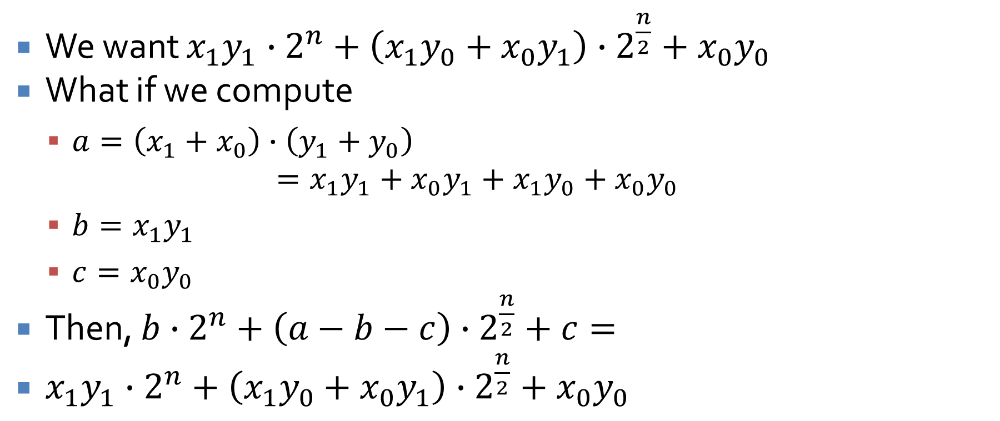 ▪ We want $x_1y_1 \cdot 2^n + (x_1y_0 + x_0y_1) \cdot 2^{\frac{n}{2}} + x_0y_0$
▪ What if we compute
▪ $a = (x_1 + x_0) \cdot (y_1 + y_0)$
$= x_1y_1 + x_0y_1 + x_1y_0 + x_0y_0$
▪ $b = x_1y_1$
▪ $c = x_0y_0$
▪ Then, $b \cdot 2^n + (a - b - c) \cdot 2^{\frac{n}{2}} + c =$
▪ $x_1y_1 \cdot 2^n + (x_1y_0 + x_0y_1) \cdot 2^{\frac{n}{2}} + x_0y_0$